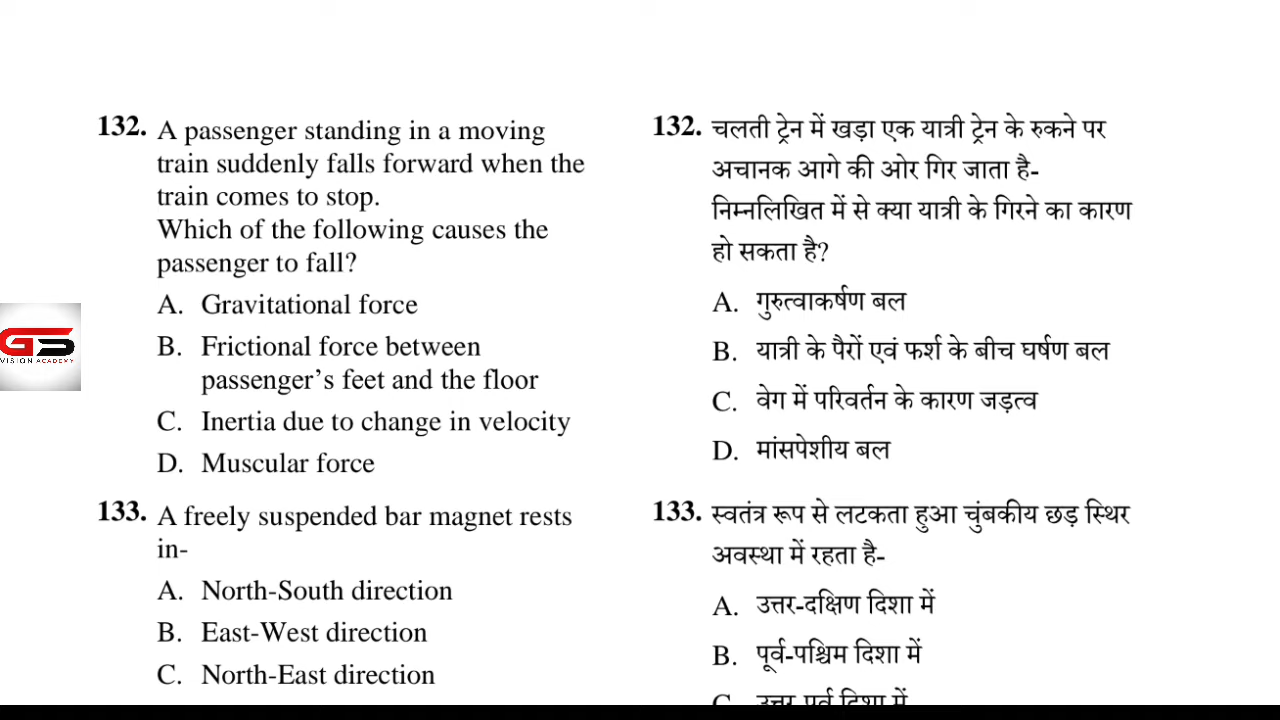 132. A passenger standing in a moving
train suddenly falls forward when the
train comes to stop.
Which of the following causes the
passenger to fall?
A. Gravitational force
B. Frictional force between
passenger's feet and the floor
C. Inertia due to change in velocity
D. Muscular force
133. A freely suspended bar magnet rests
in-
A. North-South direction
B. East-West direction
C. North-East direction
132. चलती ट्रेन में खड़ा एक यात्री ट्रेन के रुकने पर
अचानक आगे की ओर गिर जाता है-
निम्नलिखित में से क्या यात्री के गिरने का कारण
हो सकता है?
A. गुरुत्वाकर्षण बल
B. यात्री के पैरों एवं फर्श के बीच घर्षण बल
C. वेग में परिवर्तन के कारण जड़त्व
D. मांसपेशीय बल
133. स्वतंत्र रूप से लटकता हुआ चुंबकीय छड़ स्थिर
अवस्था में रहता है-
A. उत्तर-दक्षिण दिशा में
B. पूर्व-पश्चिम दिशा में
C. उत्तर पूर्व दिशा में
GS
VISION ACADEMY